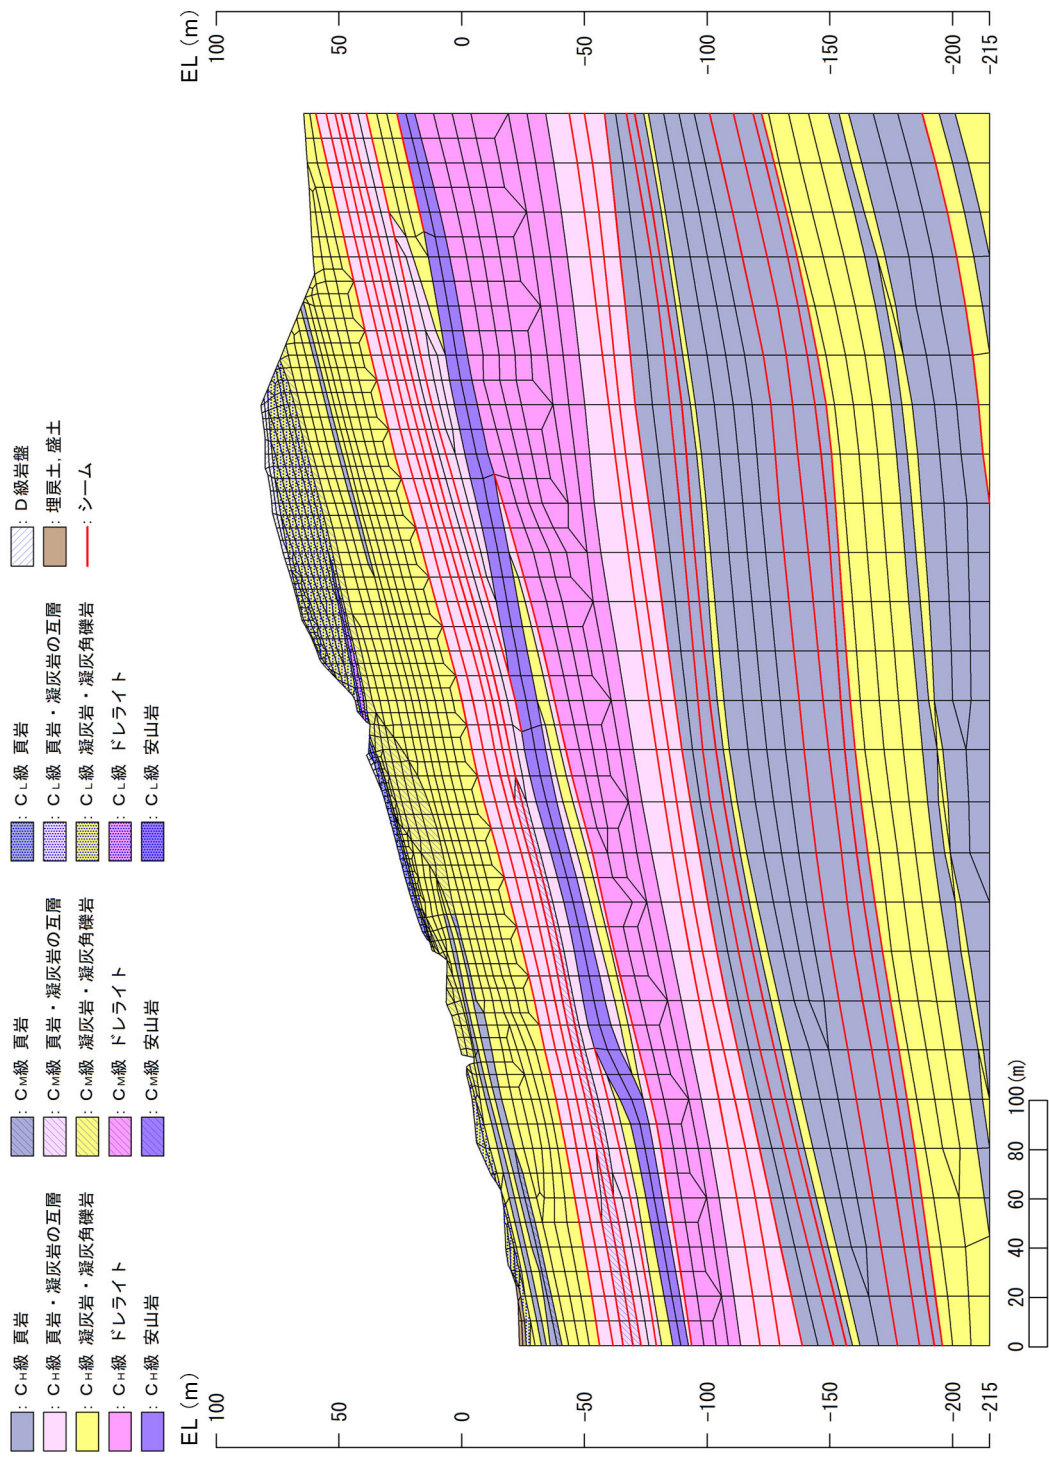 : CH級 頁岩
: CH級 頁岩・凝灰岩の互層
: CH級 凝灰岩・凝灰角礫岩
: CH級 ドレライト
: CH級 安山岩
: CM級 頁岩
: CM級 頁岩・凝灰岩の互層
: CM級 凝灰岩・凝灰角礫岩
: CM級 ドレライト
: CM級 安山岩
: CL級 頁岩
: CL級 頁岩・凝灰岩の互層
: CL級 凝灰岩・凝灰角礫岩
: CL級 ドレライト
: CL級 安山岩
: D級岩盤
: 埋戻土, 盛土
: シーム
EL (m)
100
50
0
-50
-100
-150
-200
-215
EL (m)
100
50
0
-50
-100
-150
-200
-215
0 20 40 60 80 100 (m)